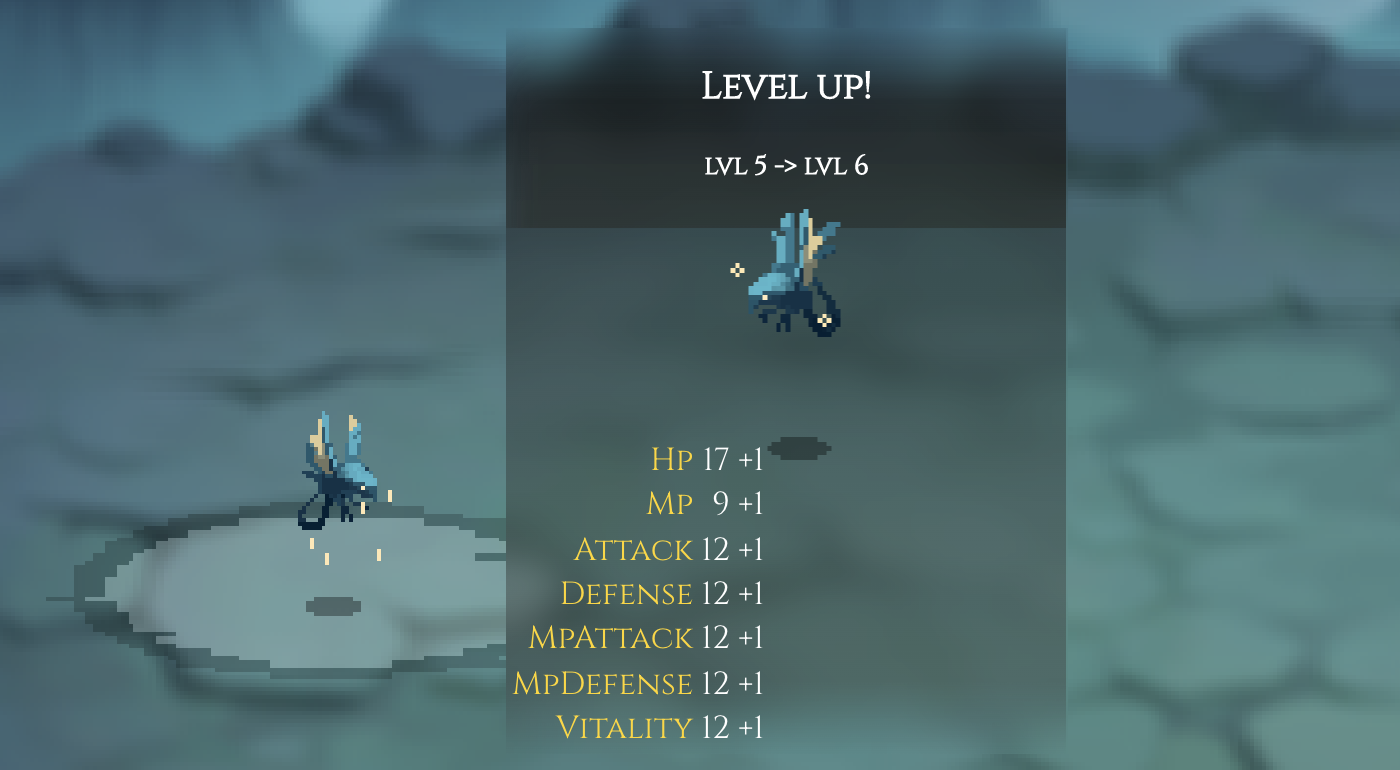 Level up!
lvl 5 -> lvl 6
Hp 17 +1
Mp 9 +1
Attack 12 +1
Defense 12 +1
MpAttack 12 +1
MpDefense 12 +1
Vitality 12 +1